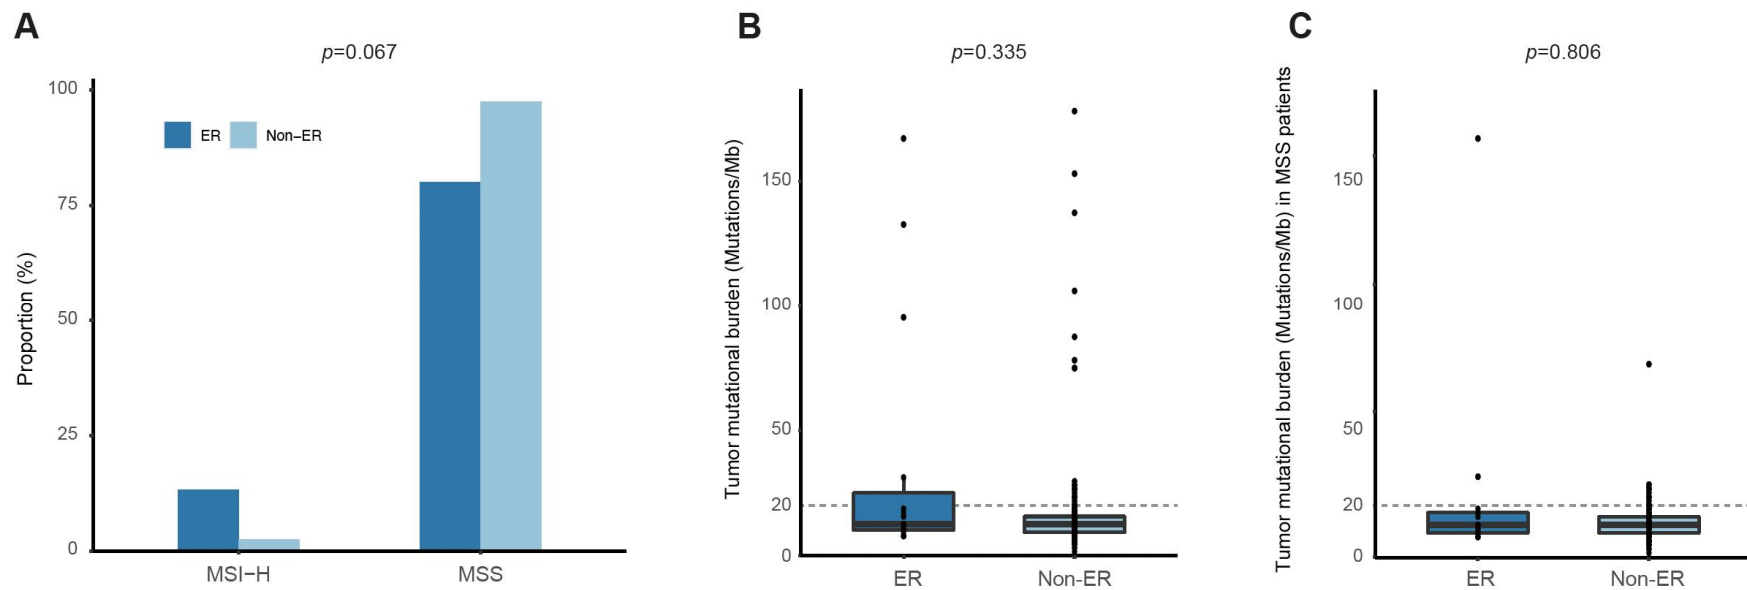 A
p=0.067
Proportion (%)
100
75
50
25
0
ER
Non−ER
MSI−H
MSS
B
p=0.335
Tumor mutational burden (Mutations/Mb)
150
100
50
20
0
ER
Non-ER
C
p=0.806
Tumor mutational burden (Mutations/Mb) in MSS patients
150
100
50
20
0
ER
Non-ER